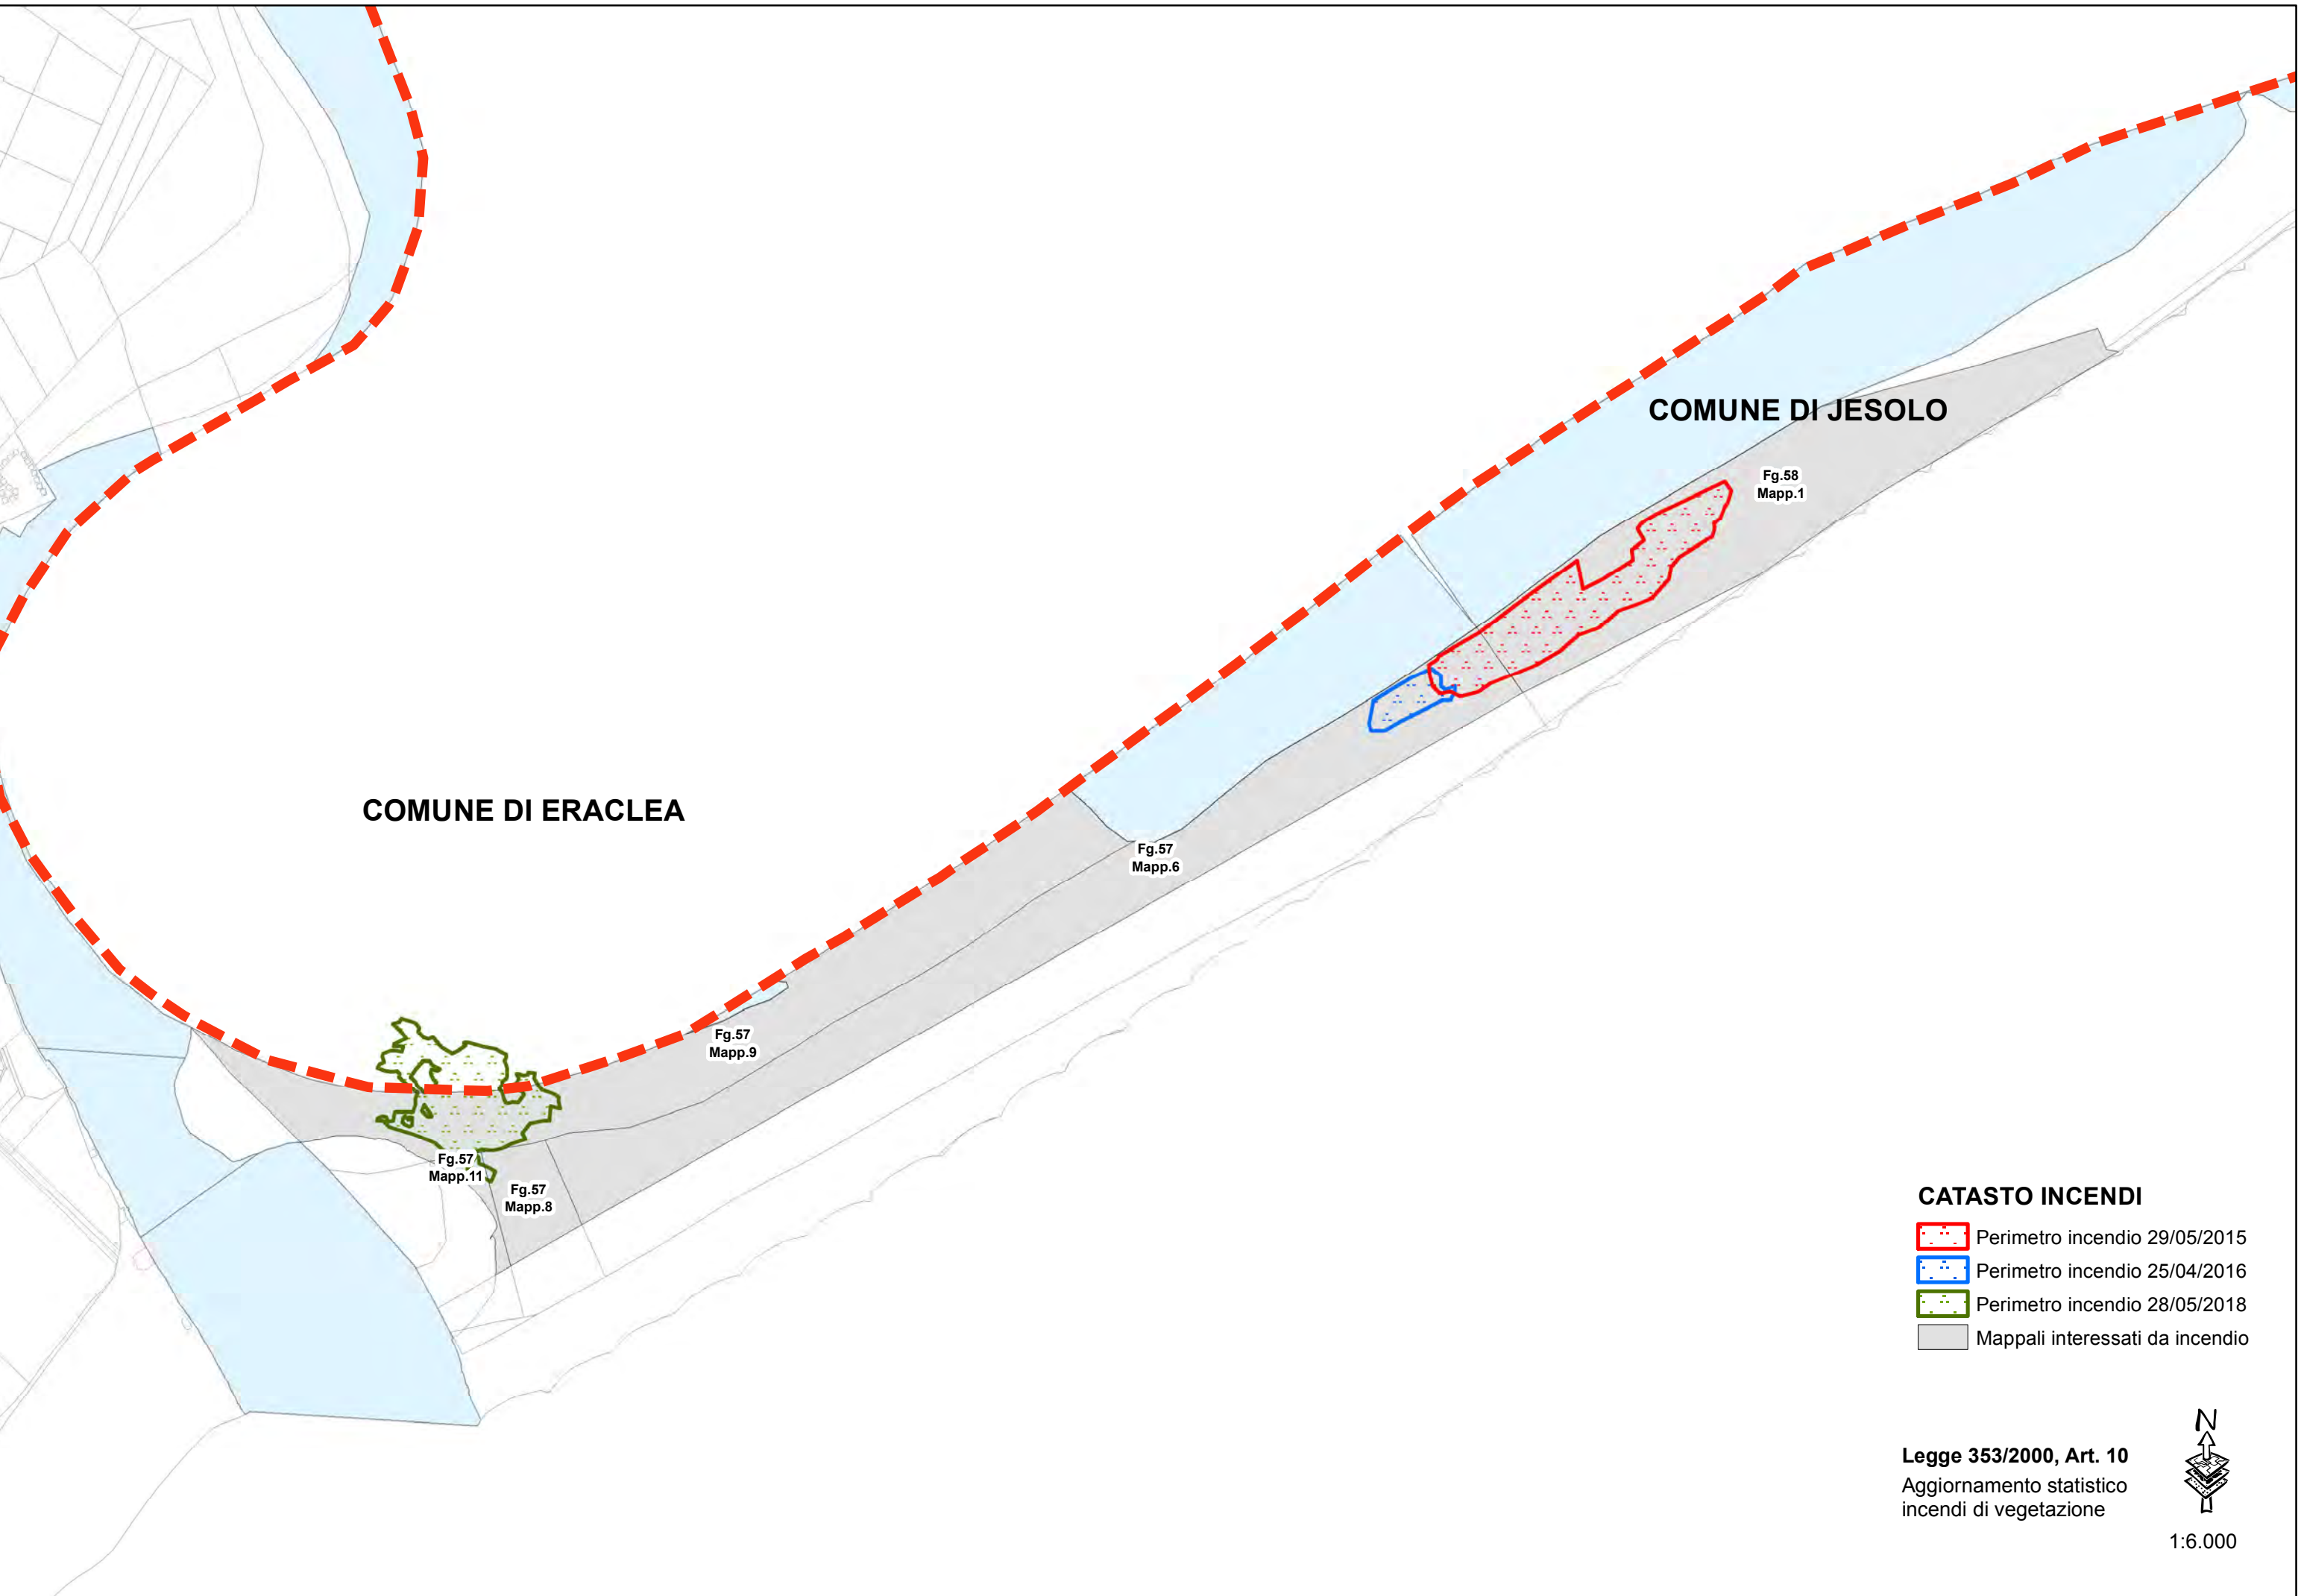 COMUNE DI JESOLO
Fg.58
Mapp.1
COMUNE DI ERACLEA
Fg.57
Mapp.6
Fg.57
Mapp.9
Fg.57
Mapp.11
Fg.57
Mapp.8
CATASTO INCENDI
Perimetro incendio 29/05/2015
Perimetro incendio 25/04/2016
Perimetro incendio 28/05/2018
Mappali interessati da incendio
Legge 353/2000, Art. 10
Aggiornamento statistico
incendi di vegetazione
N
1:6.000